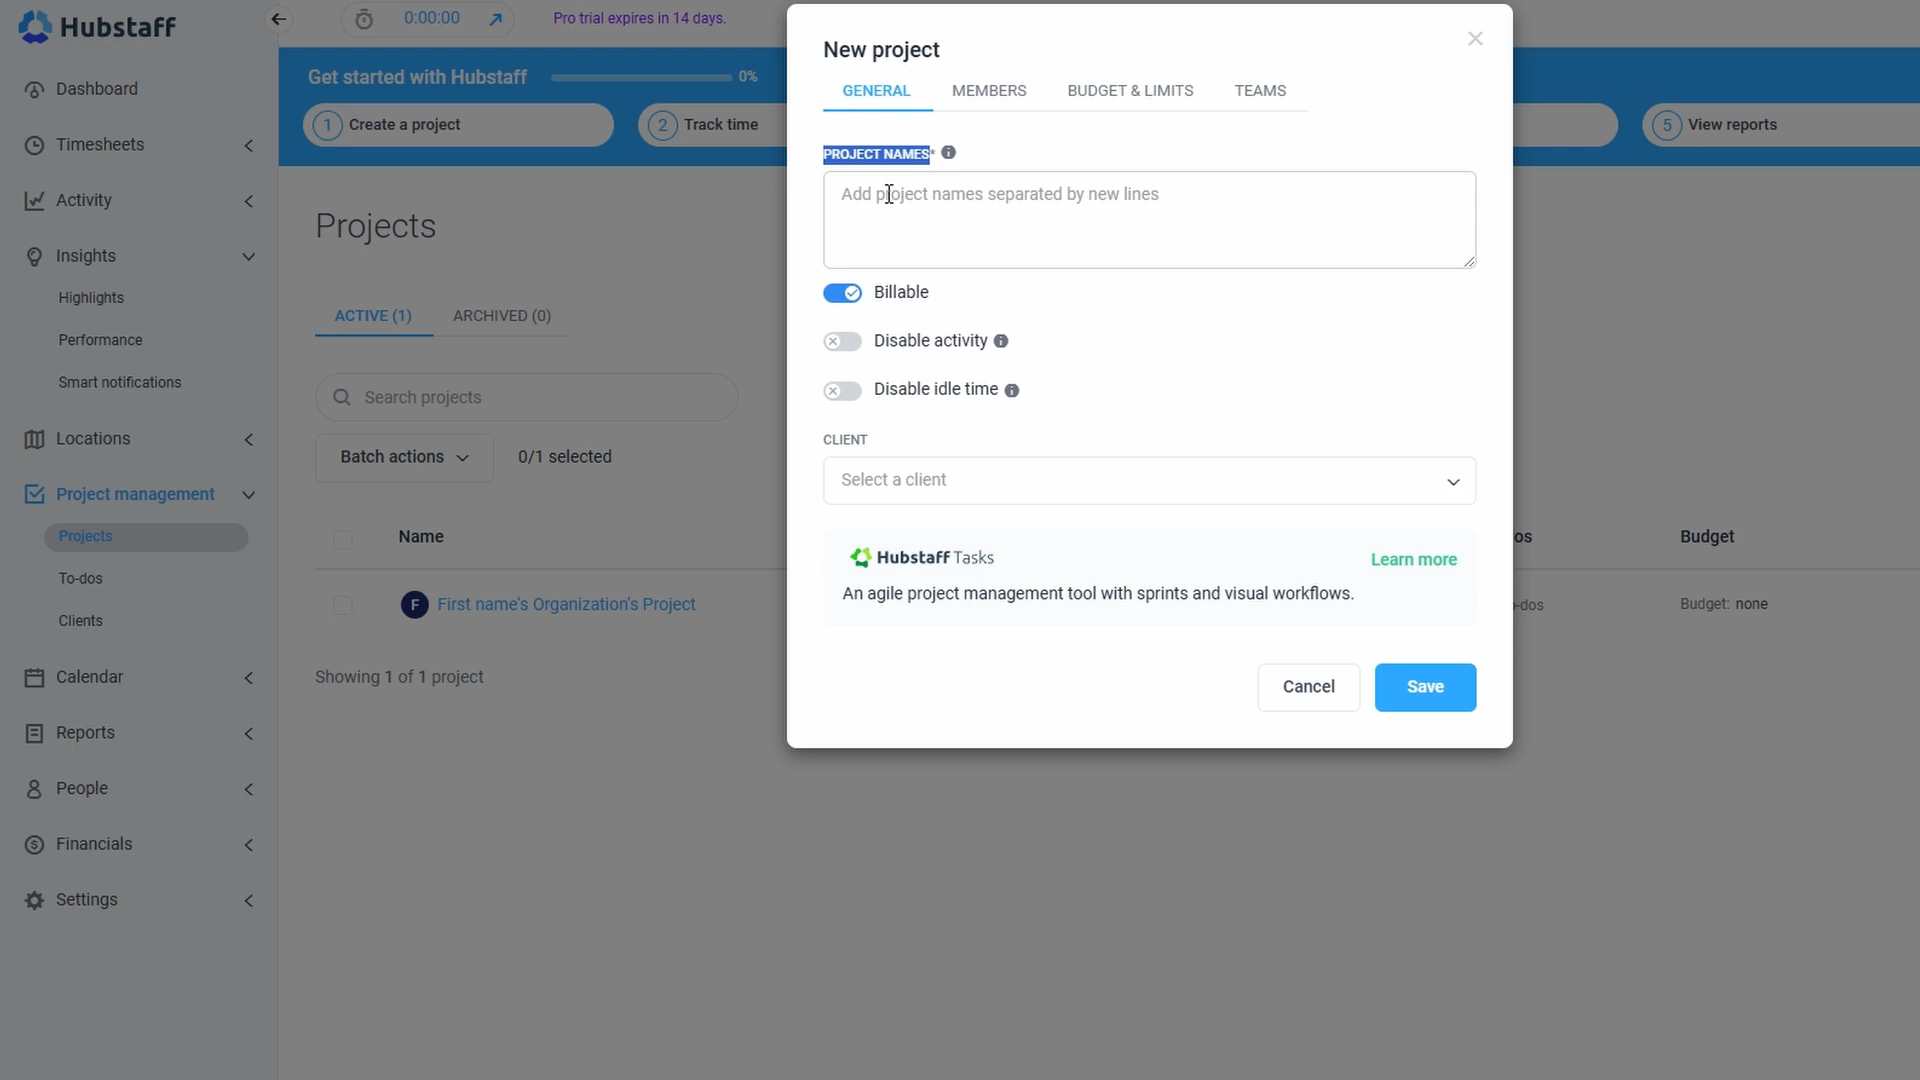 Hubstaff
0:00:00
Pro trial expires in 14 days.
Get started with Hubstaff
0%
1 Create a project
2 Track time
5 View reports
Dashboard
Timesheets
Activity
Insights
Highlights
Performance
Smart notifications
Locations
Project management
Projects
To-dos
Clients
Calendar
Reports
People
Financials
Settings
Projects
ACTIVE (1)
ARCHIVED (0)
Search projects
Batch actions
0/1 selected
Name
os
Budget
F First name's Organization's Project
o-dos
Budget: none
Showing 1 of 1 project
New project
GENERAL
MEMBERS
BUDGET & LIMITS
TEAMS
PROJECT NAMES*
Add project names separated by new lines
Billable
Disable activity
Disable idle time
CLIENT
Select a client
Hubstaff Tasks
Learn more
An agile project management tool with sprints and visual workflows.
Cancel
Save